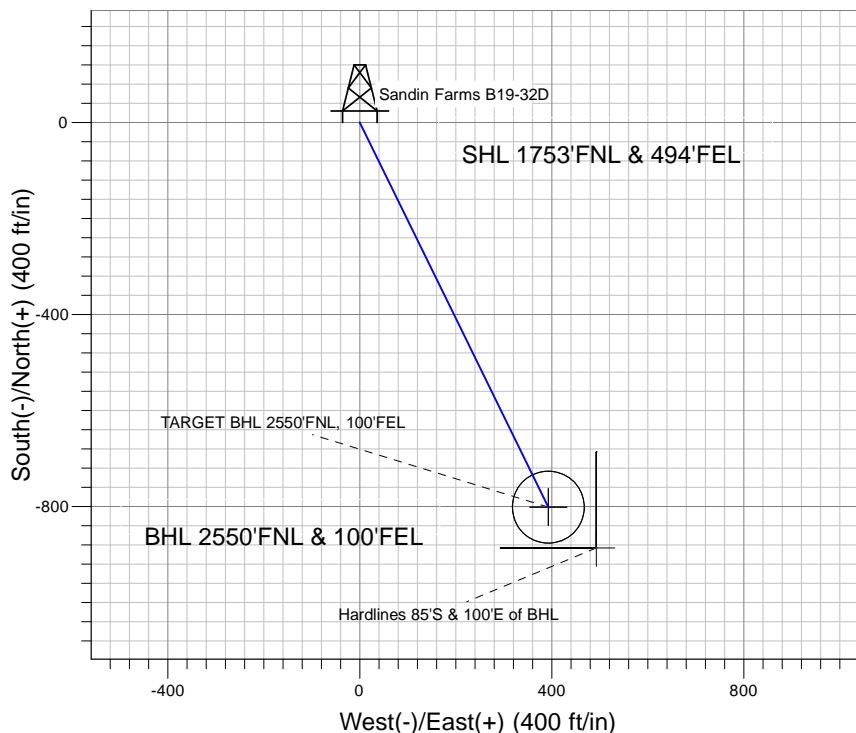 Sandin Farms B19-32D
0
SHL 1753'FNL & 494'FEL
South(-)/North(+) (400 ft/in)
-400
TARGET BHL 2550'FNL, 100'FEL
-800
BHL 2550'FNL & 100'FEL
Hardlines 85'S & 100'E of BHL
-400
0
400
800
West(-)/East(+) (400 ft/in)